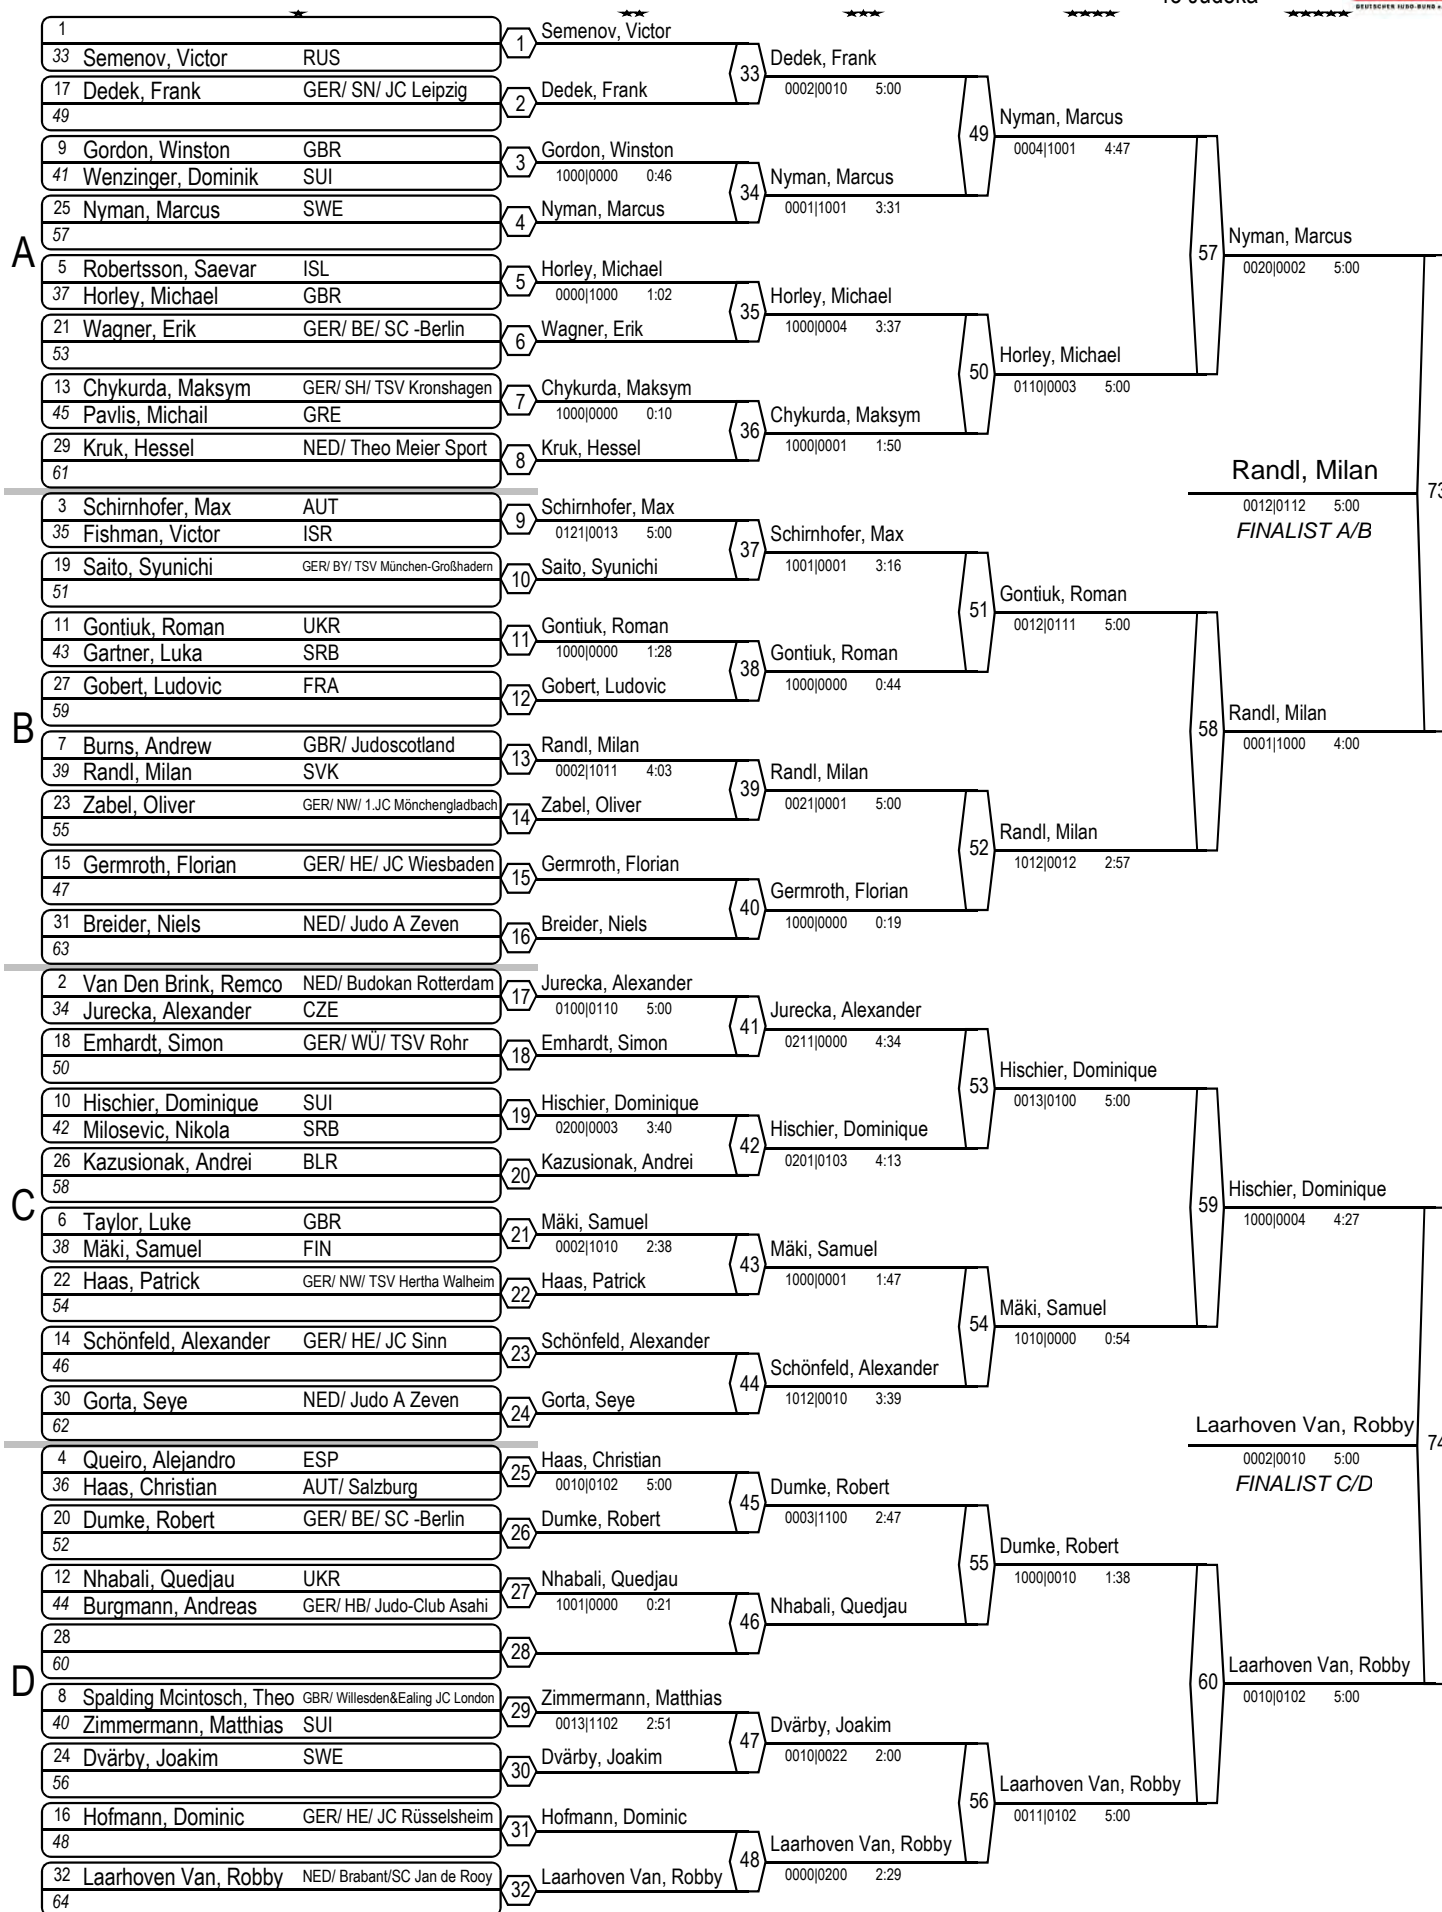 DEUTSCHER JUDO-BUND e.
1
33 Semenov, Victor RUS
1
Semenov, Victor
17 Dedek, Frank GER/ SN/ JC Leipzig
49
2
Dedek, Frank
33
Dedek, Frank
0002|0010 5:00
9 Gordon, Winston GBR
41 Wenzinger, Dominik SUI
3
Gordon, Winston
1000|0000 0:46
25 Nyman, Marcus SWE
57
4
Nyman, Marcus
34
Nyman, Marcus
0001|1001 3:31
49
Nyman, Marcus
0004|1001 4:47
A
5 Robertsson, Saevar ISL
37 Horley, Michael GBR
5
Horley, Michael
0000|1000 1:02
21 Wagner, Erik GER/ BE/ SC -Berlin
53
6
Wagner, Erik
35
Horley, Michael
1000|0004 3:37
13 Chykurda, Maksym GER/ SH/ TSV Kronshagen
45 Pavlis, Michail GRE
7
Chykurda, Maksym
1000|0000 0:10
29 Kruk, Hessel NED/ Theo Meier Sport
61
8
Kruk, Hessel
36
Chykurda, Maksym
1000|0001 1:50
50
Horley, Michael
0110|0003 5:00
57
Nyman, Marcus
0020|0002 5:00
3 Schirnhofer, Max AUT
35 Fishman, Victor ISR
9
Schirnhofer, Max
0121|0013 5:00
19 Saito, Syunichi GER/ BY/ TSV München-Großhadern
51
10
Saito, Syunichi
37
Schirnhofer, Max
1001|0001 3:16
11 Gontiuk, Roman UKR
43 Gartner, Luka SRB
11
Gontiuk, Roman
1000|0000 1:28
27 Gobert, Ludovic FRA
59
12
Gobert, Ludovic
38
Gontiuk, Roman
1000|0000 0:44
51
Gontiuk, Roman
0012|0111 5:00
B
7 Burns, Andrew GBR/ Judoscotland
39 Randl, Milan SVK
13
Randl, Milan
0002|1011 4:03
23 Zabel, Oliver GER/ NW/ 1.JC Mönchengladbach
55
14
Zabel, Oliver
39
Randl, Milan
0021|0001 5:00
15 Germroth, Florian GER/ HE/ JC Wiesbaden
47
15
Germroth, Florian
31 Breider, Niels NED/ Judo A Zeven
63
16
Breider, Niels
40
Germroth, Florian
1000|0000 0:19
52
Randl, Milan
1012|0012 2:57
58
Randl, Milan
0001|1000 4:00
Randl, Milan
0012|0112 5:00
FINALIST A/B
73
2 Van Den Brink, Remco NED/ Budokan Rotterdam
34 Jurecka, Alexander CZE
17
Jurecka, Alexander
0100|0110 5:00
18 Emhardt, Simon GER/ WÜ/ TSV Rohr
50
18
Emhardt, Simon
41
Jurecka, Alexander
0211|0000 4:34
10 Hischier, Dominique SUI
42 Milosevic, Nikola SRB
19
Hischier, Dominique
0200|0003 3:40
26 Kazusionak, Andrei BLR
58
20
Kazusionak, Andrei
42
Hischier, Dominique
0201|0103 4:13
53
Hischier, Dominique
0013|0100 5:00
C
6 Taylor, Luke GBR
38 Mäki, Samuel FIN
21
Mäki, Samuel
0002|1010 2:38
22 Haas, Patrick GER/ NW/ TSV Hertha Walheim
54
22
Haas, Patrick
43
Mäki, Samuel
1000|0001 1:47
14 Schönfeld, Alexander GER/ HE/ JC Sinn
46
23
Schönfeld, Alexander
30 Gorta, Seye NED/ Judo A Zeven
62
24
Gorta, Seye
44
Schönfeld, Alexander
1012|0010 3:39
54
Mäki, Samuel
1010|0000 0:54
59
Hischier, Dominique
1000|0004 4:27
4 Queiro, Alejandro ESP
36 Haas, Christian AUT/ Salzburg
25
Haas, Christian
0010|0102 5:00
20 Dumke, Robert GER/ BE/ SC -Berlin
52
26
Dumke, Robert
45
Dumke, Robert
0003|1100 2:47
12 Nhabali, Quedjau UKR
44 Burgmann, Andreas GER/ HB/ Judo-Club Asahi
27
Nhabali, Quedjau
1001|0000 0:21
28
60
28
46
Nhabali, Quedjau
55
Dumke, Robert
1000|0010 1:38
D
8 Spalding Mcintosch, Theo GBR/ Willesden&Ealing JC London
40 Zimmermann, Matthias SUI
29
Zimmermann, Matthias
0013|1102 2:51
24 Dvärby, Joakim SWE
56
30
Dvärby, Joakim
47
Dvärby, Joakim
0010|0022 2:00
16 Hofmann, Dominic GER/ HE/ JC Rüsselsheim
48
31
Hofmann, Dominic
32 Laarhoven Van, Robby NED/ Brabant/SC Jan de Rooy
64
32
Laarhoven Van, Robby
48
Laarhoven Van, Robby
0000|0200 2:29
56
Laarhoven Van, Robby
0011|0102 5:00
60
Laarhoven Van, Robby
0010|0102 5:00
Laarhoven Van, Robby
0002|0010 5:00
FINALIST C/D
74